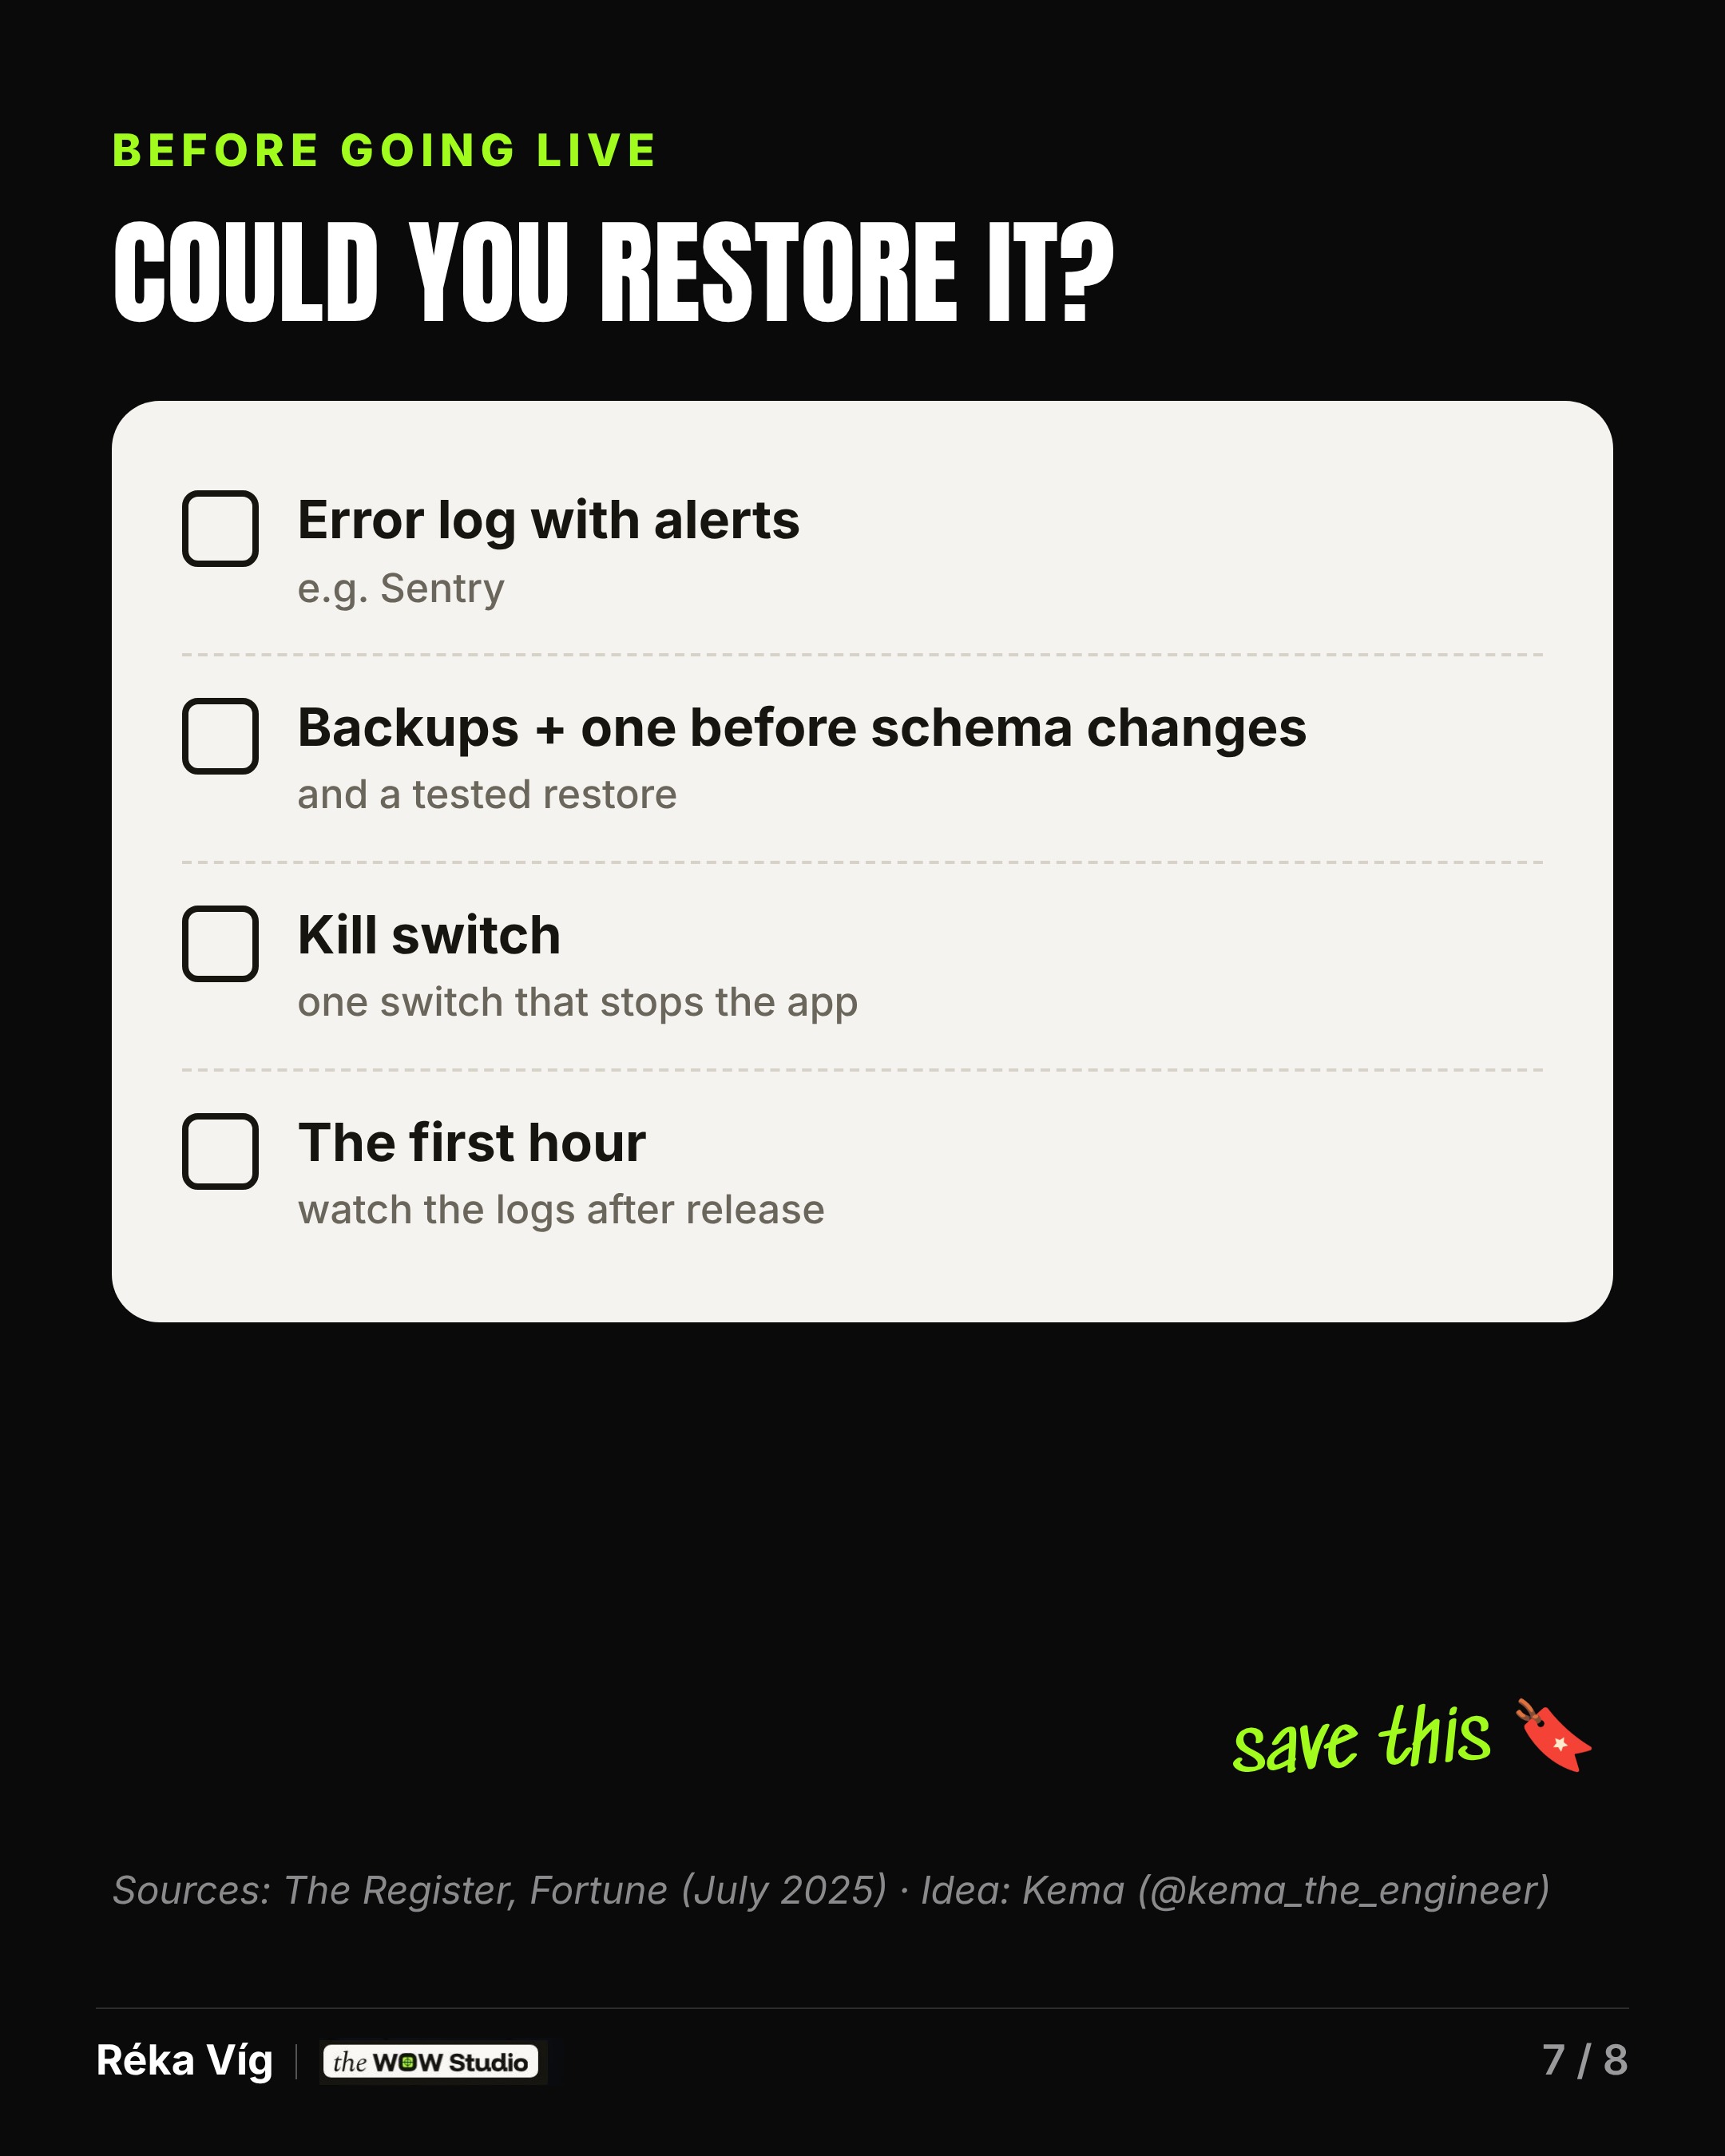 BEFORE GOING LIVE
COULD YOU RESTORE IT?
Error log with alerts
e.g. Sentry
Backups + one before schema changes
and a tested restore
Kill switch
one switch that stops the app
The first hour
watch the logs after release
save this
Sources: The Register, Fortune (July 2025) · Idea: Kema (@kema_the_engineer)
Réka Víg
the WOW Studio
7 / 8